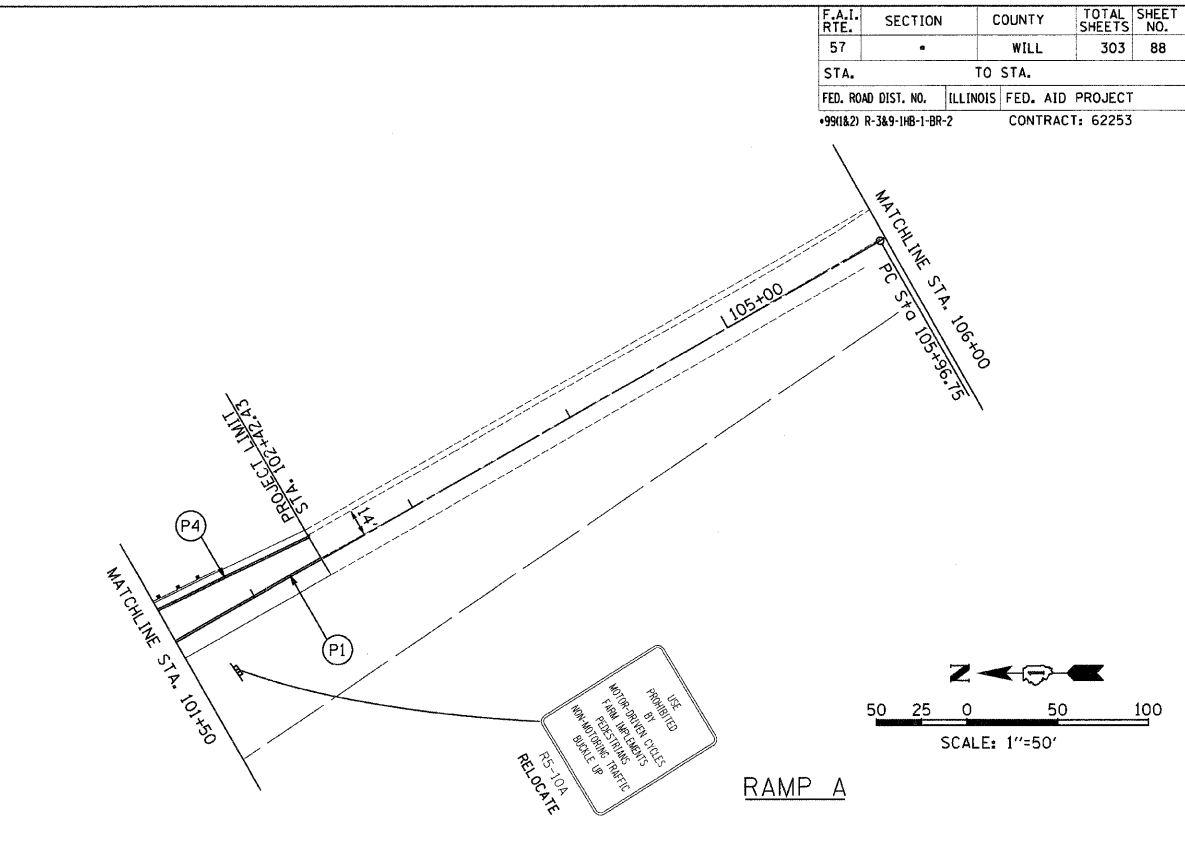 F.A.I. RTE. SECTION COUNTY TOTAL SHEETS SHEET NO.
57 * WILL 303 88
STA. TO STA.
FED. ROAD DIST. NO. ILLINOIS FED. AID PROJECT
*99(1&2) R-3&9-1HB-1-BR-2 CONTRACT: 62253
MATCHLINE STA. 106+00
PC Sta 105+96.75
105+00
PROJECT LIMIT
STA. 102+42.43
14'
P4
MATCHLINE STA. 101+50
P1
USE
PROHIBITED
BY
MOTOR-DRIVEN CYCLES
FARM IMPLEMENTS
PEDESTRIANS
NON-MOTORING TRAFFIC
BUCKLE UP
R5-10A
RELOCATE
N
50 25 0 50 100
SCALE: 1"=50'
RAMP A